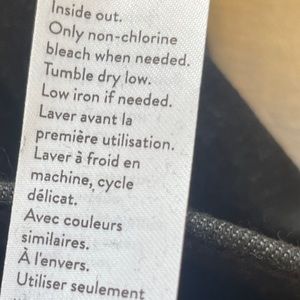 Inside out.
Only non-chlorine
bleach when needed.
Tumble dry low.
Low iron if needed.
Laver avant la
première utilisation.
Laver à froid en
machine, cycle
délicat.
Avec couleurs
similaires.
À l'envers.
Utiliser seulement